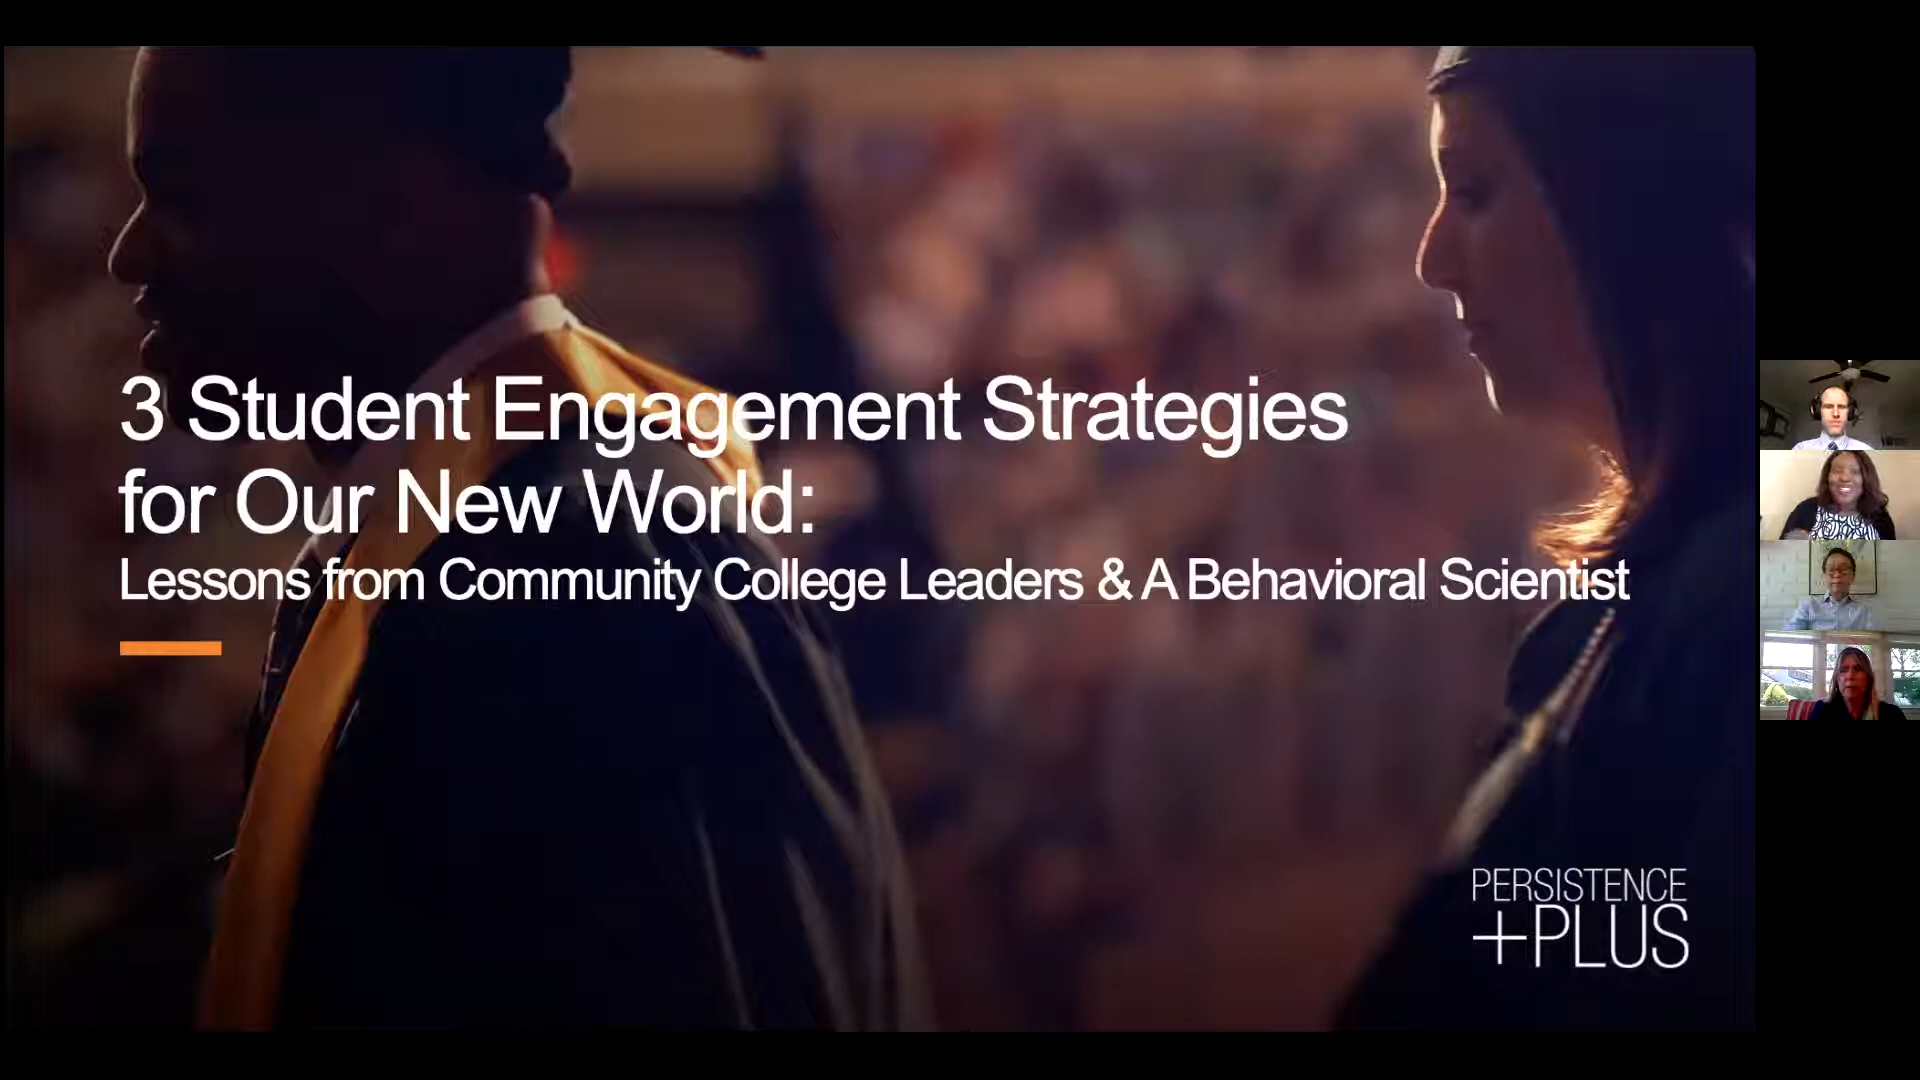 3 Student Engagement Strategies
for Our New World:
Lessons from Community College Leaders & A Behavioral Scientist
PERSISTENCE
+PLUS